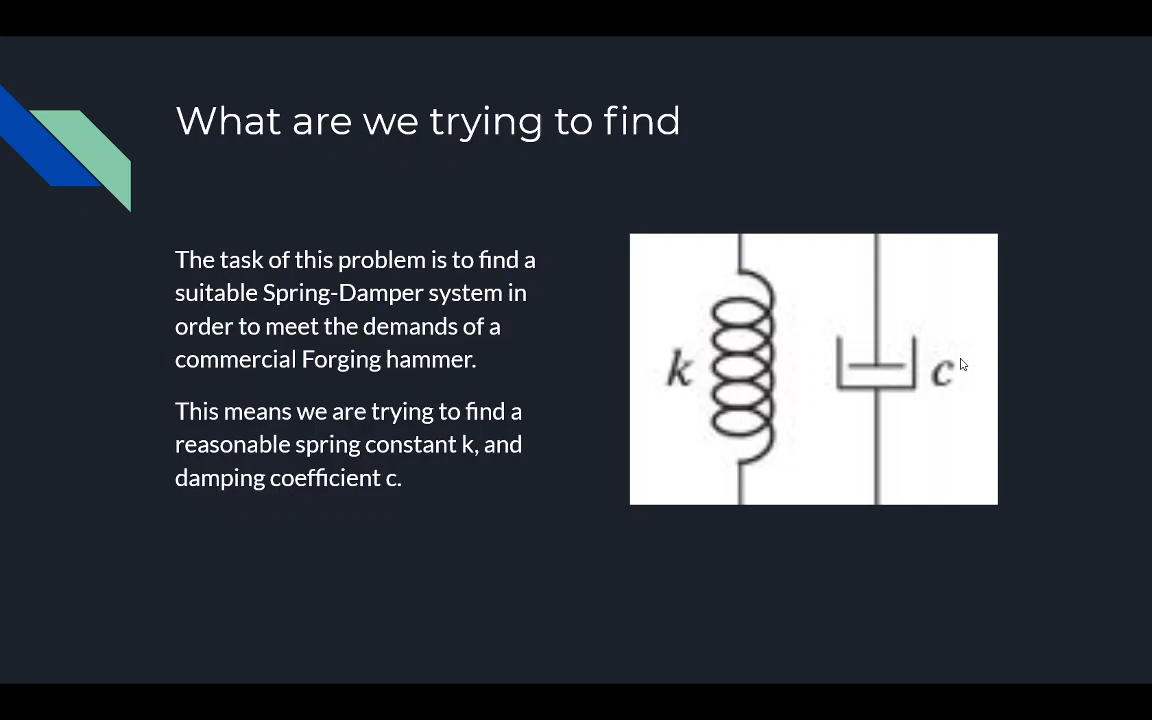 What are we trying to find
The task of this problem is to find a
suitable Spring-Damper system in
order to meet the demands of a
commercial Forging hammer.
This means we are trying to find a
reasonable spring constant k, and
damping coefficient c.
k
c